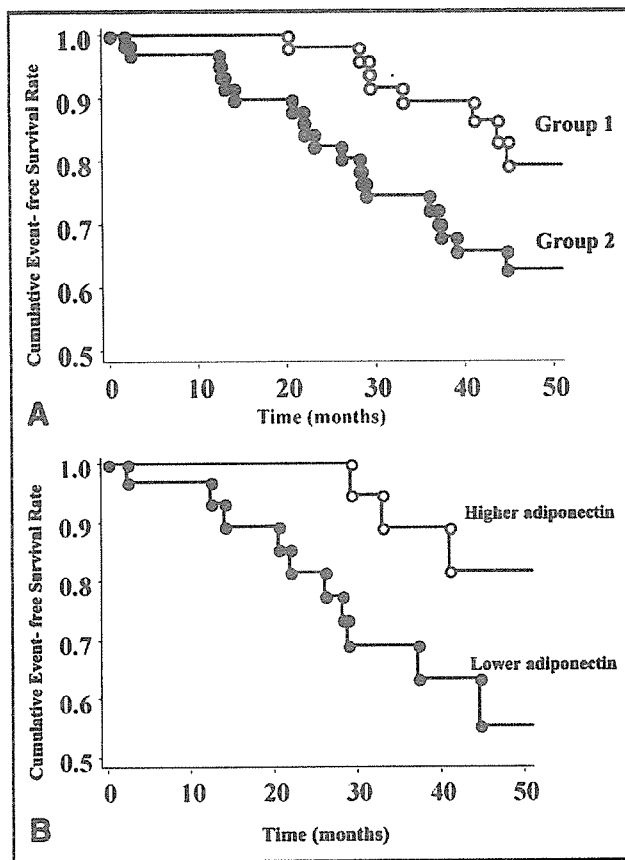 Cumulative Event- free Survival Rate
1.0
0.9
0.8
0.7
0.6
0.5
Group 1
Group 2
0 10 20 30 40 50
Time (months)
A
Cumulative Event- free Survival Rate
1.0
0.9
0.8
0.7
0.6
0.5
Higher adiponectin
Lower adiponectin
0 10 20 30 40 50
Time (months)
B